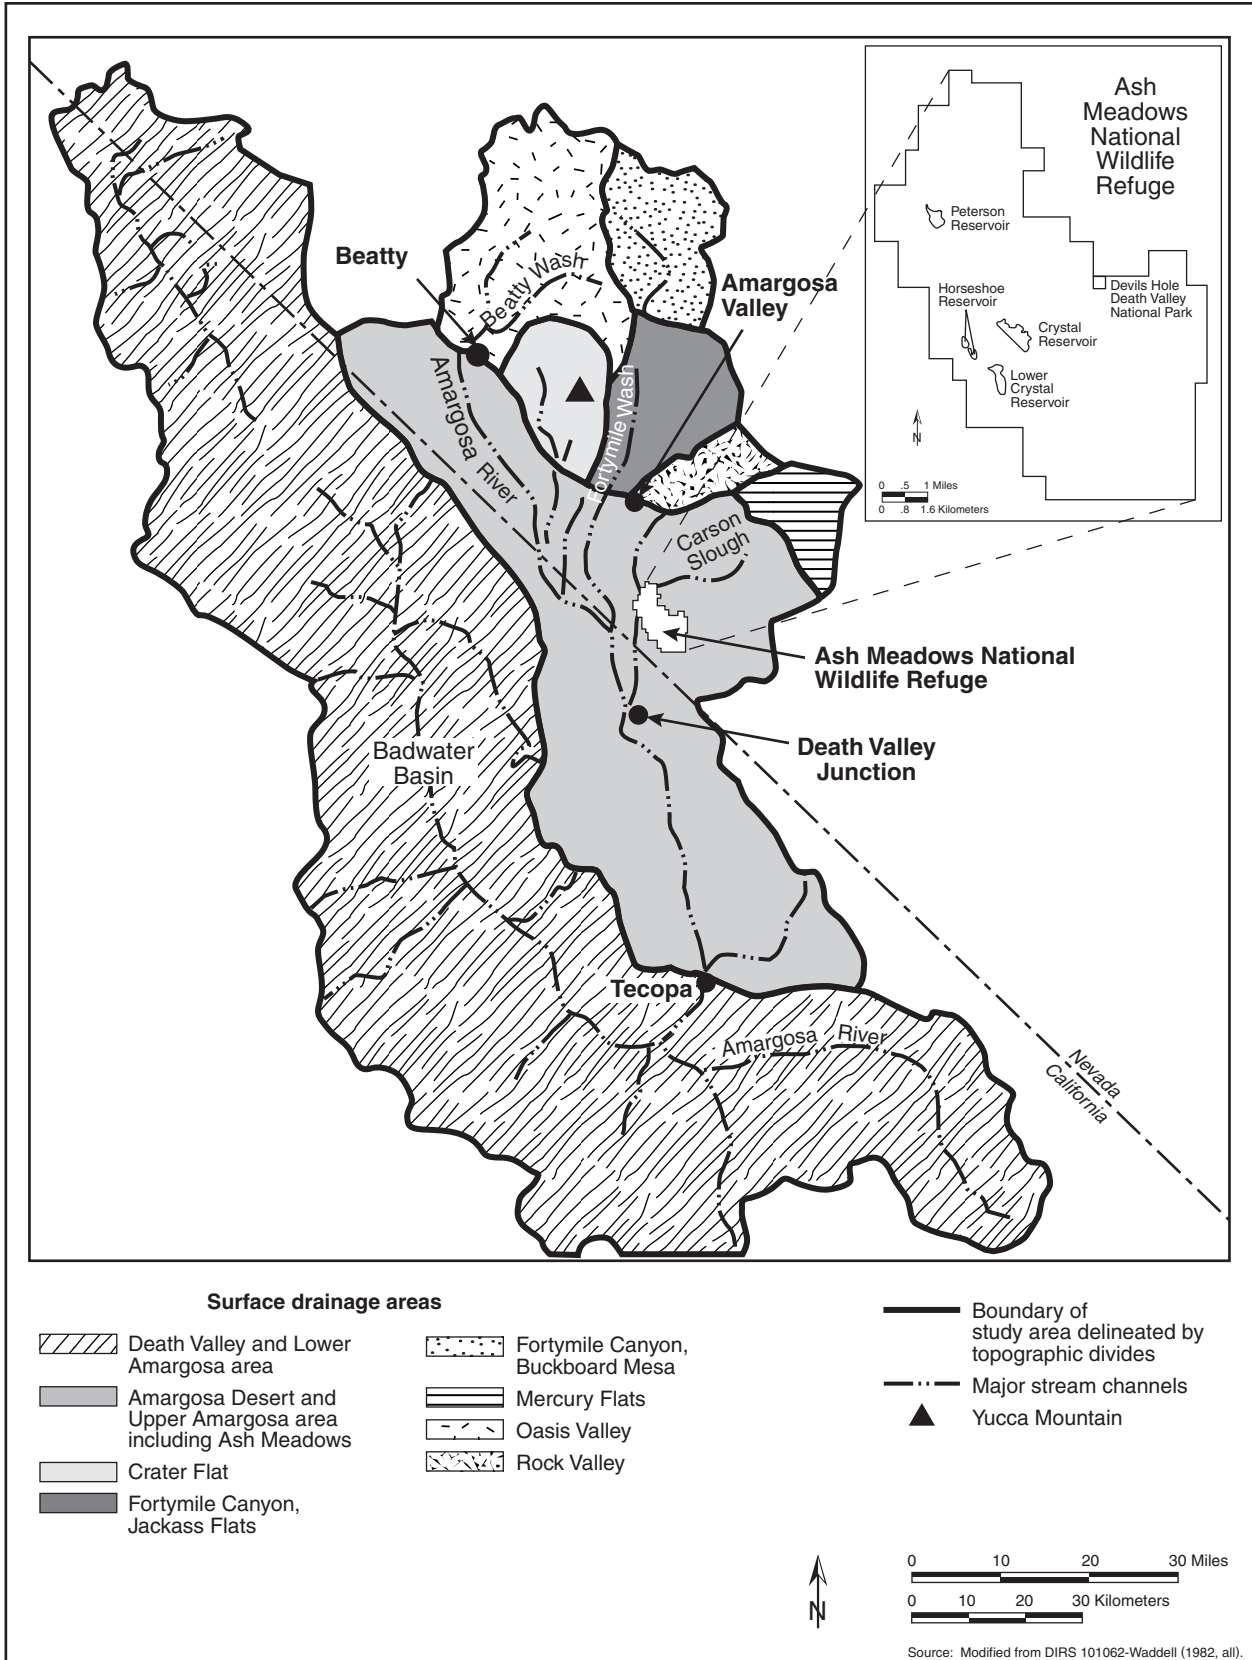 Ash
Meadows
National
Wildlife
Refuge
Peterson
Reservoir
Horseshoe
Reservoir
Devils Hole
Death Valley
National Park
Crystal
Reservoir
Lower
Crystal
Reservoir
N
0 .5 1 Miles
0 .8 1.6 Kilometers
Beatty
Beatty Wash
Amargosa
Valley
Amargosa River
Fortymile Wash
Carson
Slough
Ash Meadows National
Wildlife Refuge
Death Valley
Junction
Badwater
Basin
Tecopa
Amargosa River
Nevada
California
Surface drainage areas
Death Valley and Lower
Amargosa area
Amargosa Desert and
Upper Amargosa area
including Ash Meadows
Crater Flat
Fortymile Canyon,
Jackass Flats
Fortymile Canyon,
Buckboard Mesa
Mercury Flats
Oasis Valley
Rock Valley
Boundary of
study area delineated by
topographic divides
Major stream channels
Yucca Mountain
N
0 10 20 30 Miles
0 10 20 30 Kilometers
Source: Modified from DIRS 101062-Waddell (1982, all).